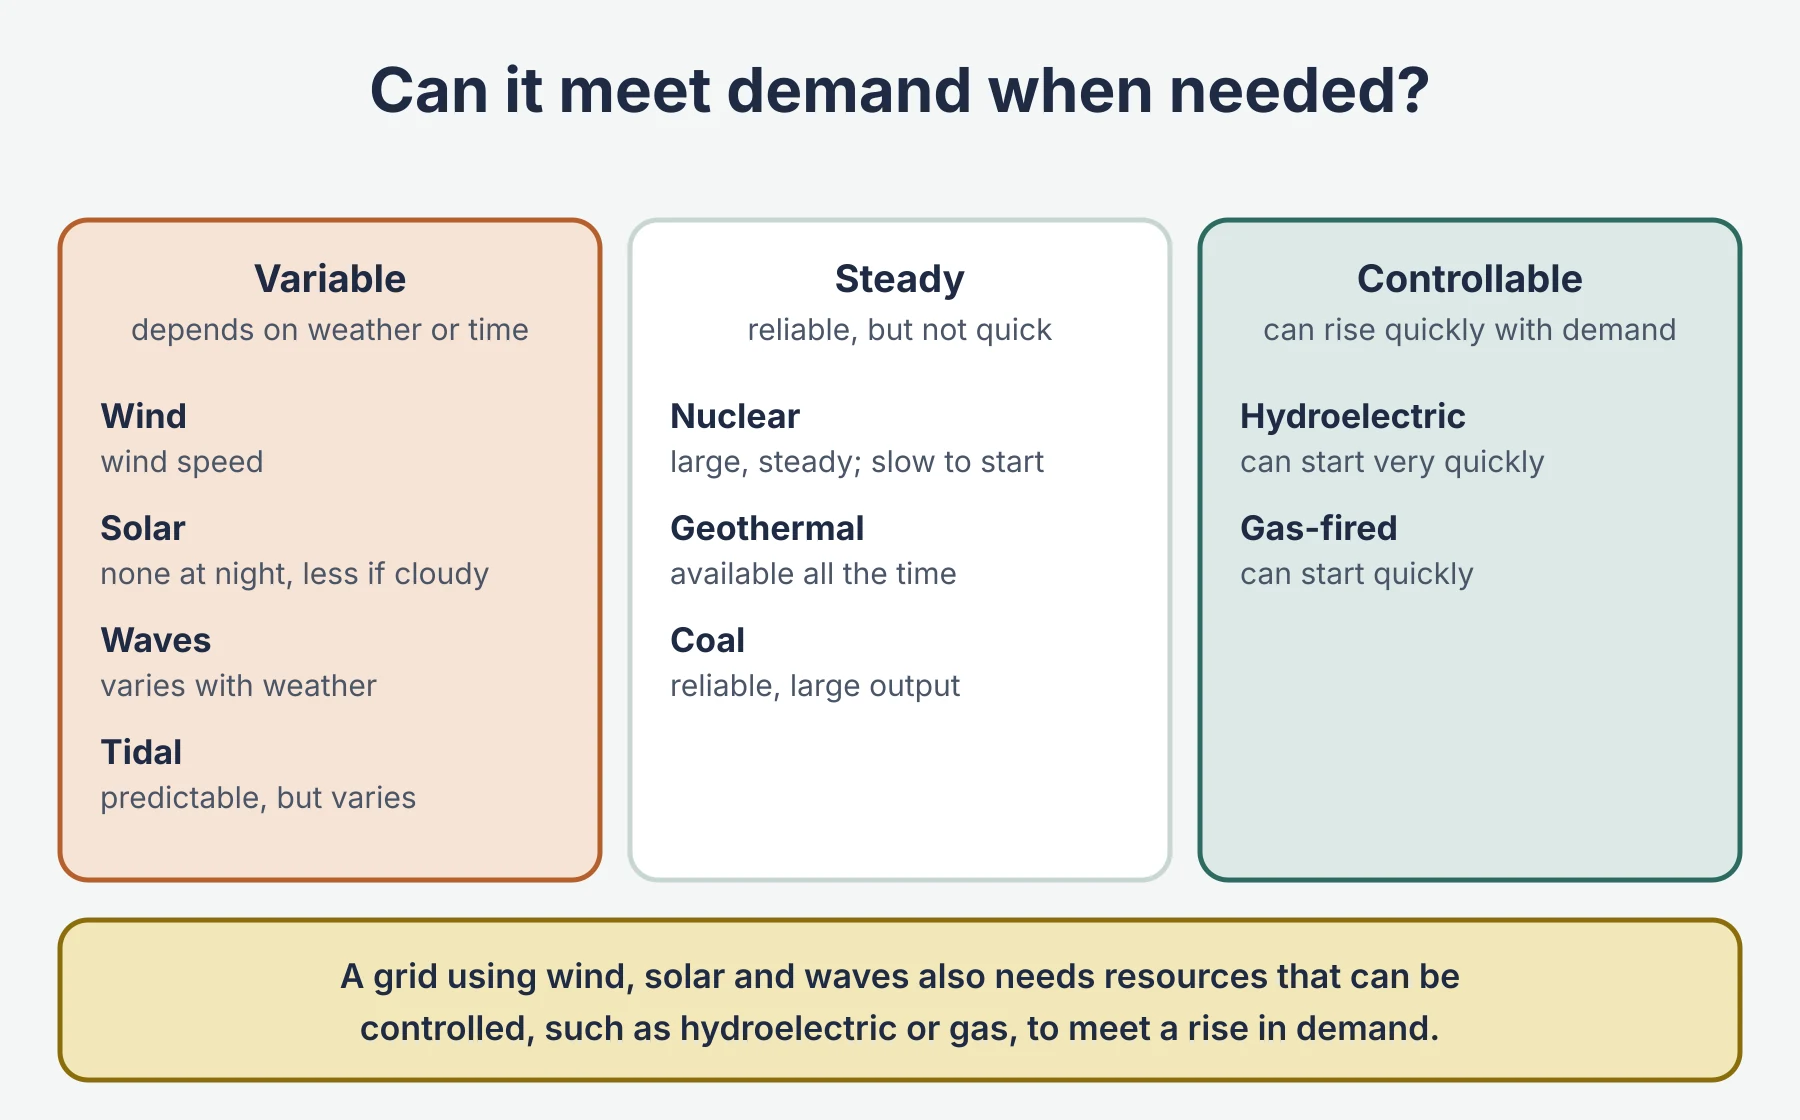 Can it meet demand when needed?
Variable
depends on weather or time
Wind
wind speed
Solar
none at night, less if cloudy
Waves
varies with weather
Tidal
predictable, but varies
Steady
reliable, but not quick
Nuclear
large, steady; slow to start
Geothermal
available all the time
Coal
reliable, large output
Controllable
can rise quickly with demand
Hydroelectric
can start very quickly
Gas-fired
can start quickly
A grid using wind, solar and waves also needs resources that can be
controlled, such as hydroelectric or gas, to meet a rise in demand.